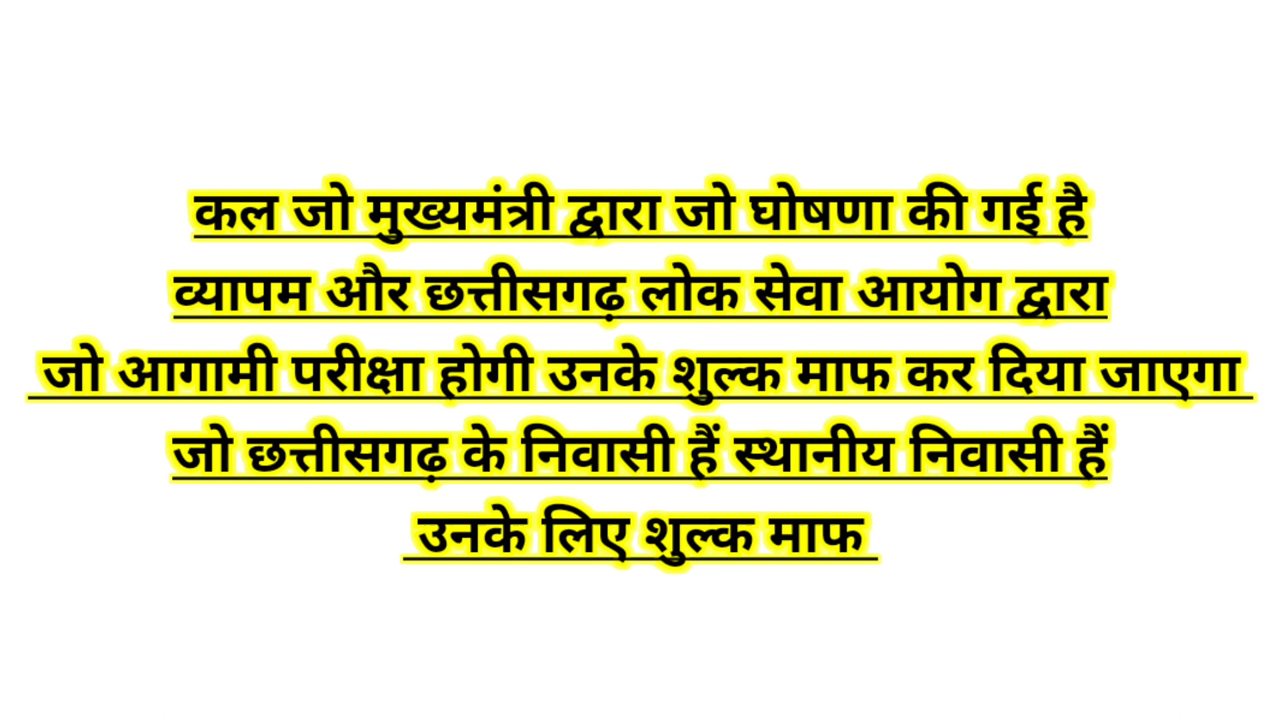 कल जो मुख्यमंत्री द्वारा जो घोषणा की गई है
व्यापम और छत्तीसगढ़ लोक सेवा आयोग द्वारा
जो आगामी परीक्षा होगी उनके शुल्क माफ कर दिया जाएगा
जो छत्तीसगढ़ के निवासी हैं स्थानीय निवासी हैं
उनके लिए शुल्क माफ